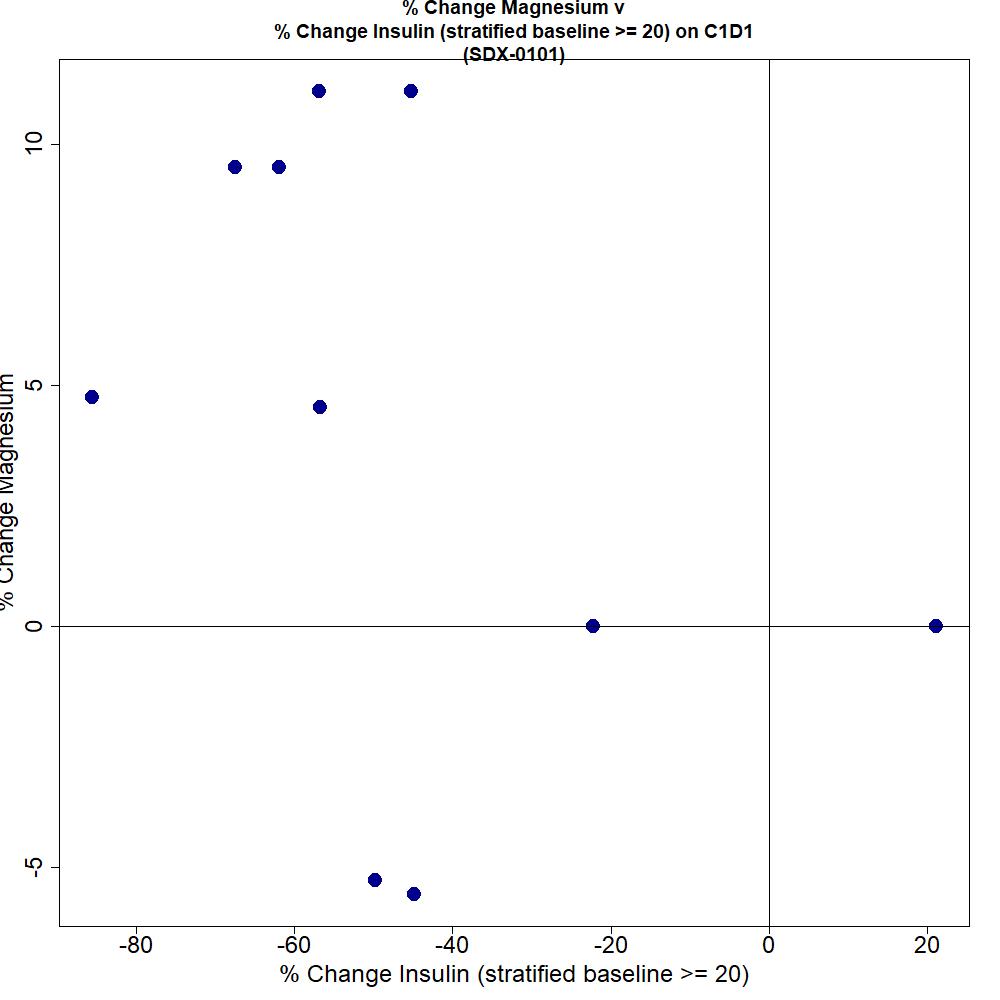 % Change Magnesium v
% Change Insulin (stratified baseline >= 20) on C1D1
(SDX-0101)
10
5
0
-5
% Change Magnesium
-80
-60
-40
-20
0
20
% Change Insulin (stratified baseline >= 20)